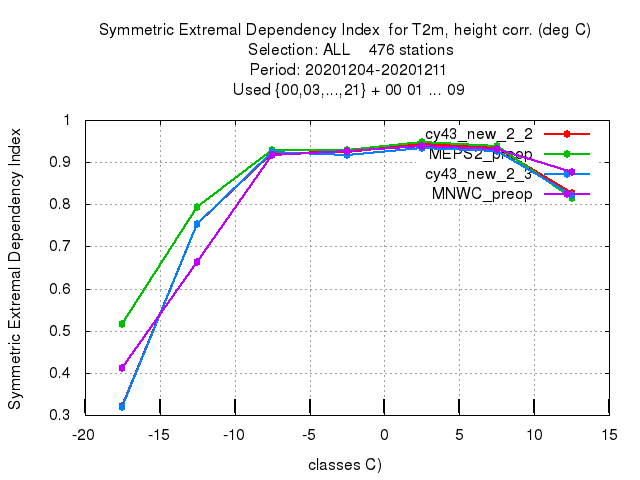 Symmetric Extremal Dependency Index for T2m, height corr. (deg C)
Selection: ALL 476 stations
Period: 20201204-20201211
Used {00,03,...,21} + 00 01 ... 09
Symmetric Extremal Dependency Index
1
0.9
0.8
0.7
0.6
0.5
0.4
0.3
cy43_new_2_2
MEPS2_preop
cy43_new_2_3
MNWC_preop
-20 -15 -10 -5 0 5 10 15
classes C)